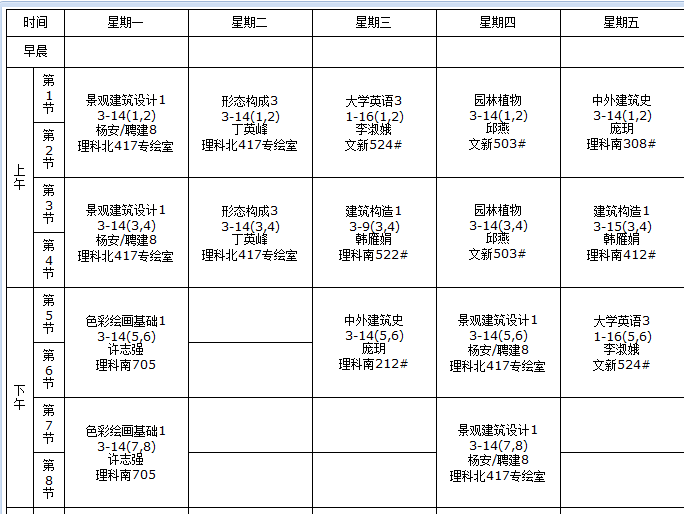 时间 星期一 星期二 星期三 星期四 星期五
早晨
上午
第1节
第2节
景观建筑设计1
3-14(1,2)
杨安/聘建8
理科北417专绘室
形态构成3
3-14(1,2)
丁英峰
理科北417专绘室
大学英语3
1-16(1,2)
李淑娥
文新524#
园林植物
3-14(1,2)
邱燕
文新503#
中外建筑史
3-14(1,2)
庞玥
理科南308#
第3节
第4节
景观建筑设计1
3-14(3,4)
杨安/聘建8
理科北417专绘室
形态构成3
3-14(3,4)
丁英峰
理科北417专绘室
建筑构造1
3-9(3,4)
韩雁娟
理科南522#
园林植物
3-14(3,4)
邱燕
文新503#
建筑构造1
3-15(3,4)
韩雁娟
理科南412#
下午
第5节
第6节
色彩绘画基础1
3-14(5,6)
许志强
理科南705
中外建筑史
3-14(5,6)
庞玥
理科南212#
景观建筑设计1
3-14(5,6)
杨安/聘建8
理科北417专绘室
大学英语3
1-16(5,6)
李淑娥
文新524#
第7节
第8节
色彩绘画基础1
3-14(7,8)
许志强
理科南705
景观建筑设计1
3-14(7,8)
杨安/聘建8
理科北417专绘室